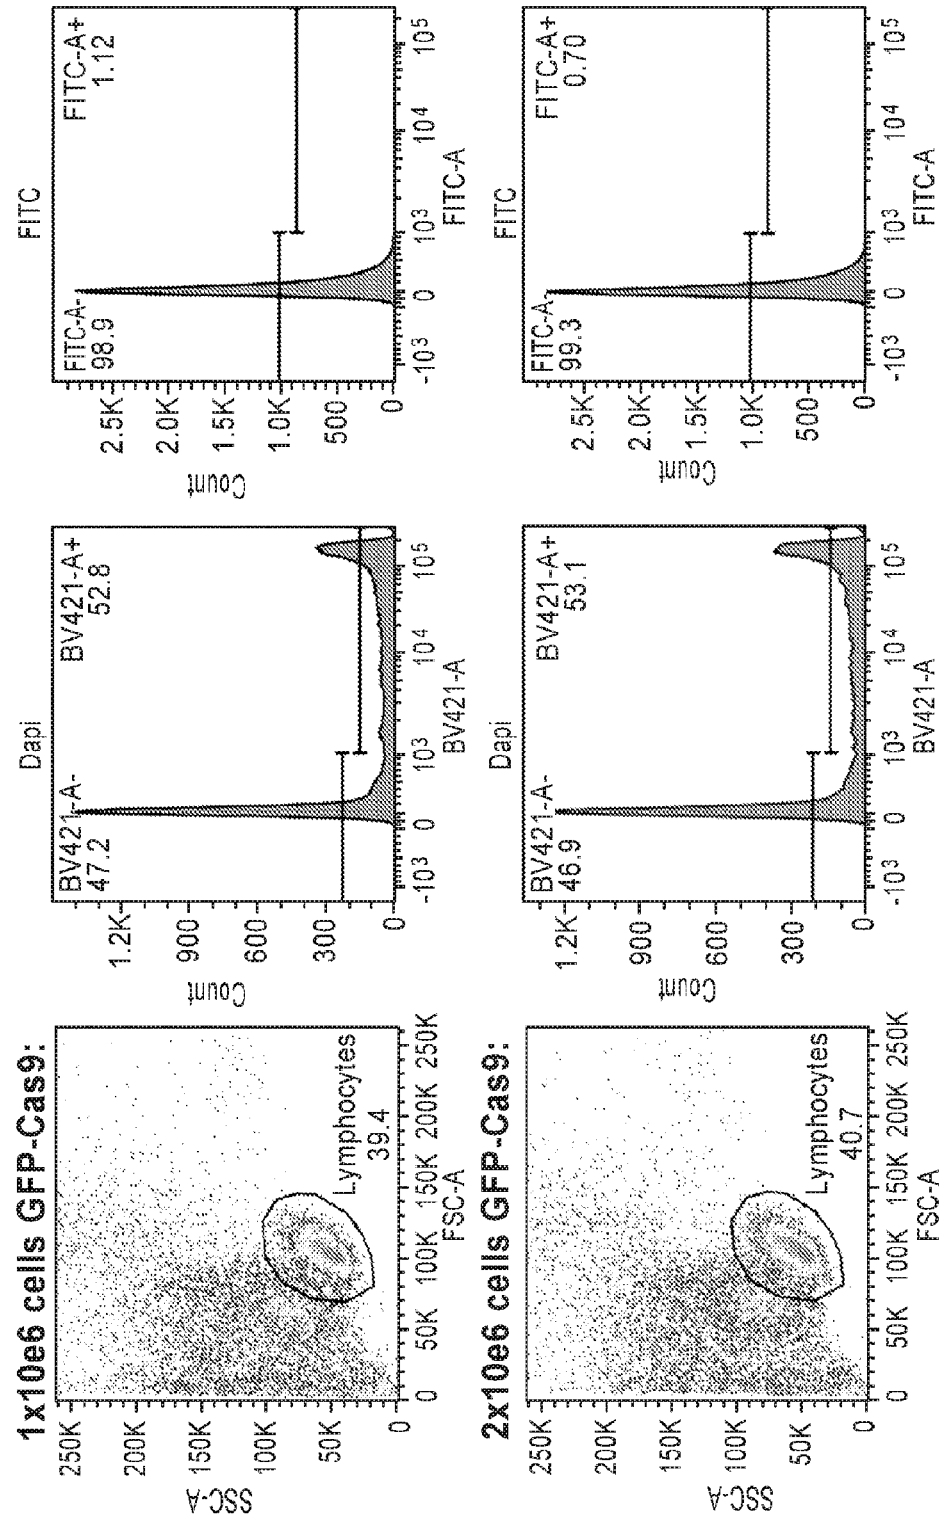 1x10e6 cells GFP-Cas9:
250K
200K
150K
100K
50K
0
SSC-A
Lymphocytes
39.4
0 50K 100K 150K 200K 250K
FSC-A
Dapi
BV421-A-
47.2
BV421-A+
52.8
1.2K
900
600
300
0
Count
-10³ 0 10³ 10⁴ 10⁵
BV421-A
FITC
FITC-A-
98.9
FITC-A+
1.12
2.5K
2.0K
1.5K
1.0K
500
0
Count
-10³ 0 10³ 10⁴ 10⁵
FITC-A
2x10e6 cells GFP-Cas9:
250K
200K
150K
100K
50K
0
SSC-A
Lymphocytes
40.7
0 50K 100K 150K 200K 250K
FSC-A
Dapi
BV421-A-
46.9
BV421-A+
53.1
1.2K
900
600
300
0
Count
-10³ 0 10³ 10⁴ 10⁵
BV421-A
FITC
FITC-A-
99.3
FITC-A+
0.70
2.5K
2.0K
1.5K
1.0K
500
0
Count
-10³ 0 10³ 10⁴ 10⁵
FITC-A